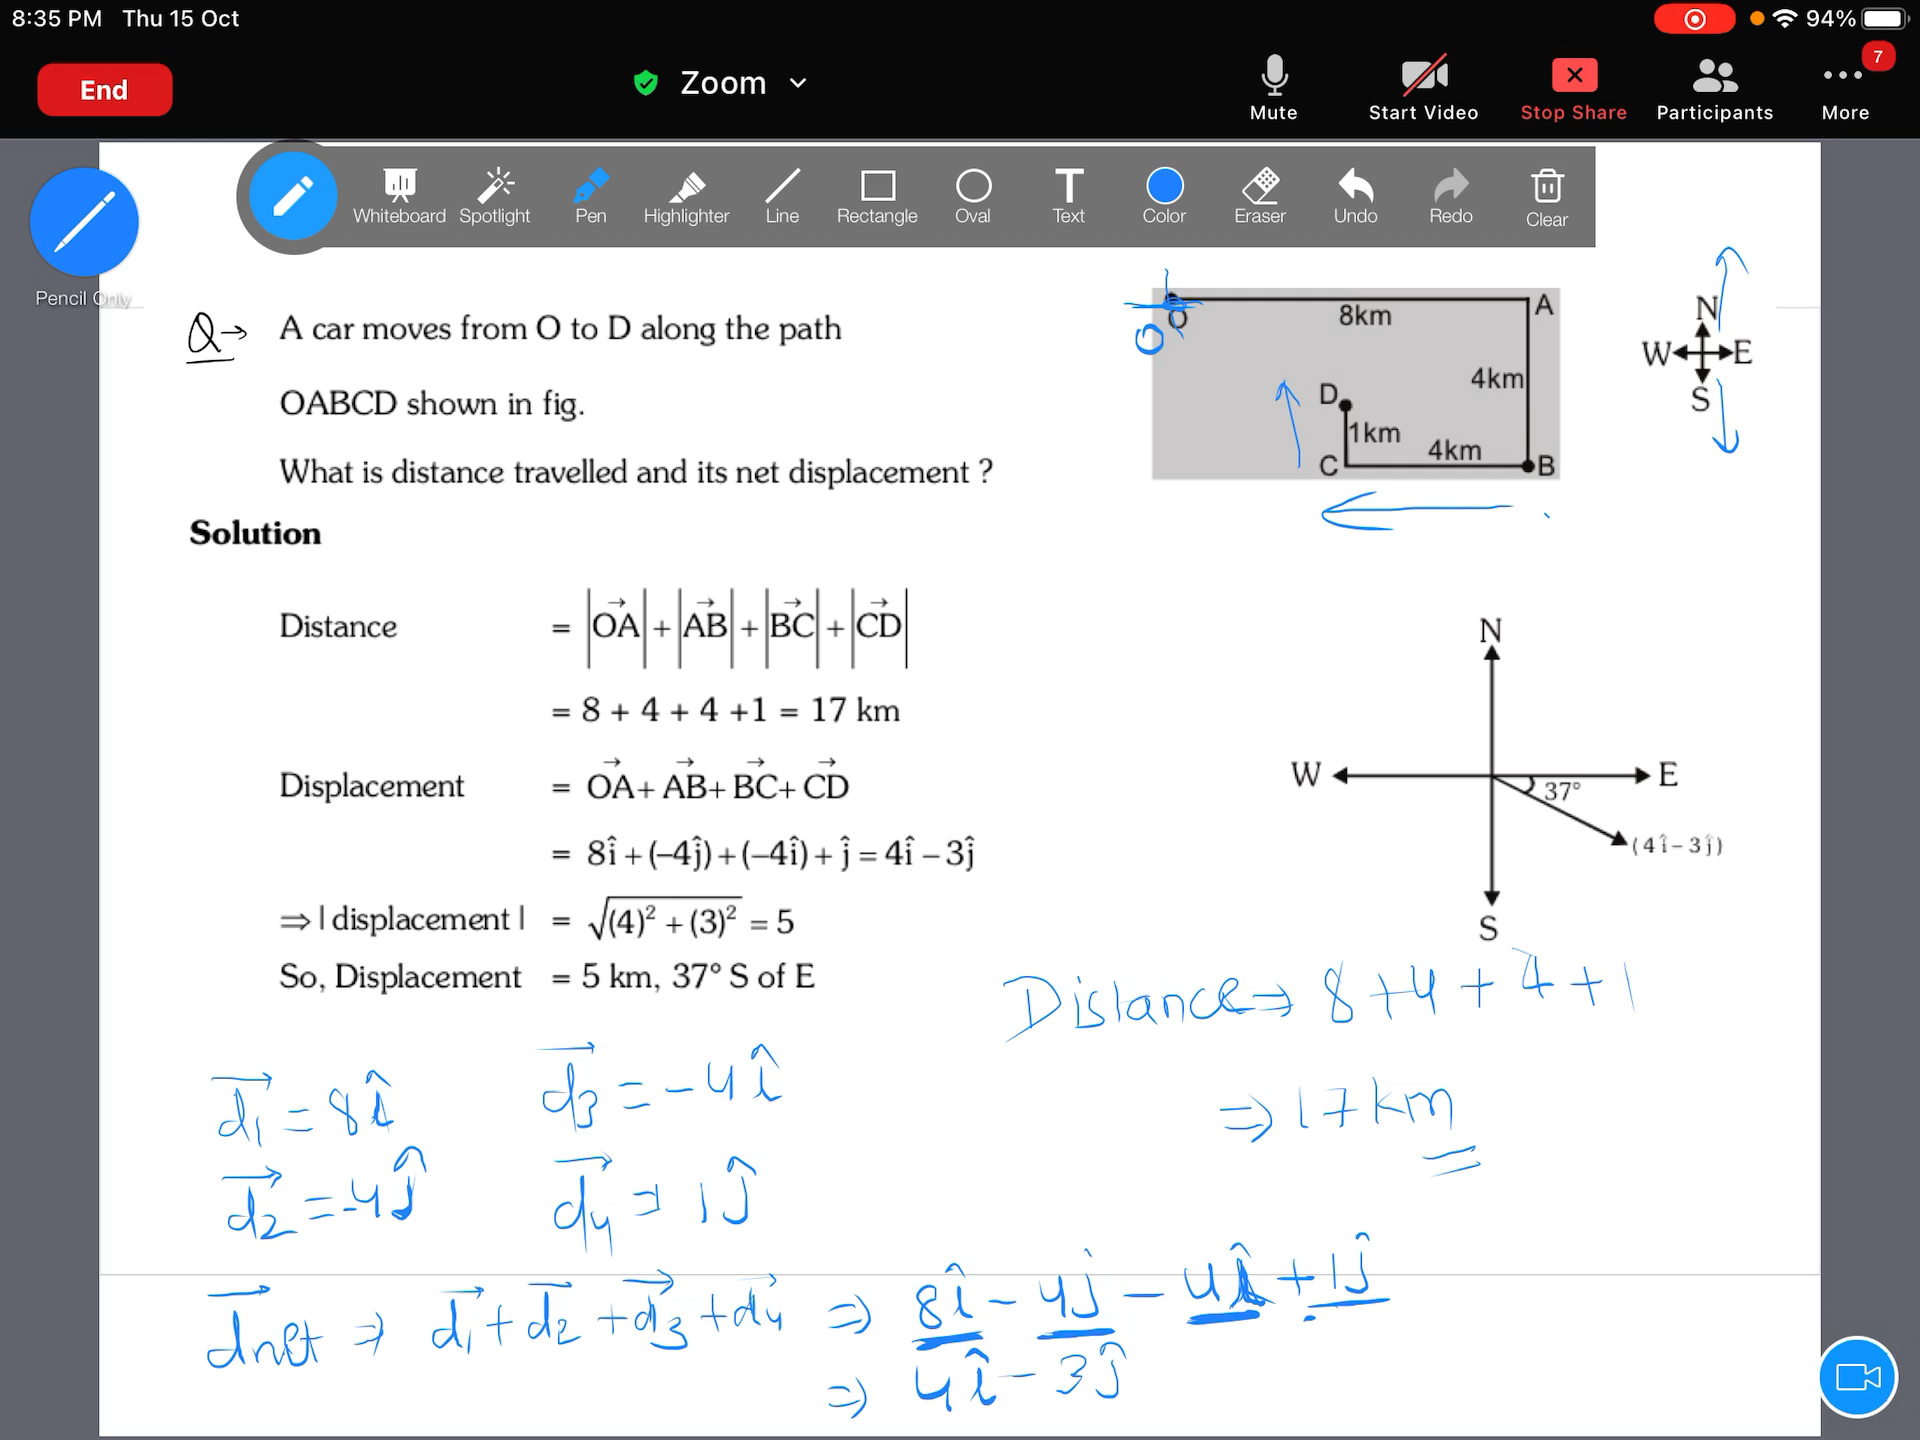 8:35 PM Thu 15 Oct
94%
End
Zoom
Mute
Start Video
Stop Share
Participants
7
More
Whiteboard
Spotlight
Pen
Highlighter
Line
Rectangle
Oval
Text
Color
Eraser
Undo
Redo
Clear
Pencil Only
Q→ A car moves from O to D along the path
OABCD shown in fig.
What is distance travelled and its net displacement ?
O
O
8km
A
4km
D
1km
4km
C
B
N
W
E
S
Solution
Distance = |OA⃗| + |AB⃗| + |BC⃗| + |CD⃗|
= 8 + 4 + 4 +1 = 17 km
Displacement = OA⃗ + AB⃗ + BC⃗ + CD⃗
= 8î + (–4ĵ) + (–4î) + ĵ = 4î – 3ĵ
⇒ | displacement | = √(4)² + (3)² = 5
So, Displacement = 5 km, 37° S of E
N
W
E
37°
(4î–3ĵ)
S
Distance ⇒ 8+4+4+1
⇒ 17km
d₁⃗ = 8î
d₃⃗ = -4î
d₂⃗ = -4ĵ
d₄⃗ = 1ĵ
d⃗net ⇒ d₁⃗ + d₂⃗ + d₃⃗ + d₄⃗ ⇒ 8î - 4ĵ - 4î + 1ĵ
⇒ 4î - 3ĵ